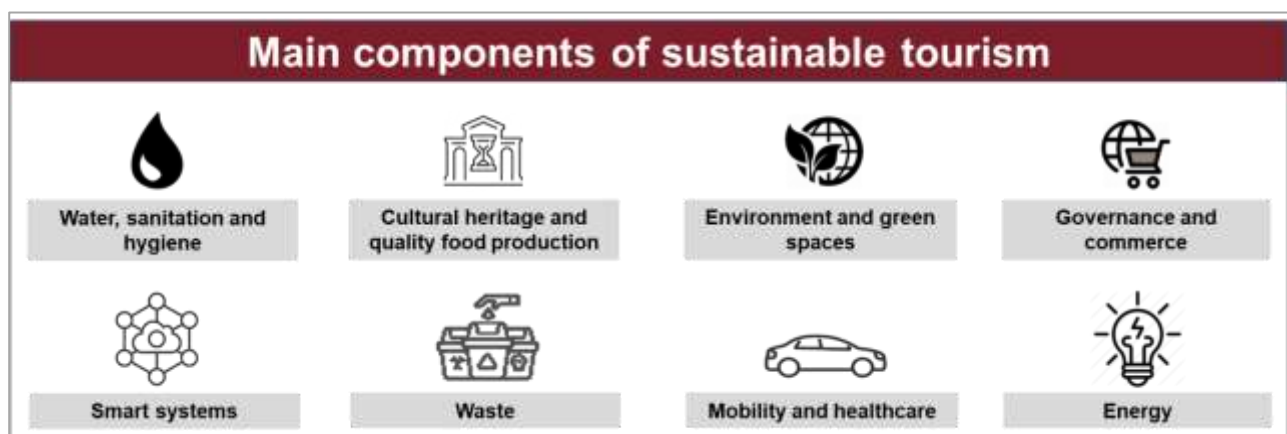 Main components of sustainable tourism
Water, sanitation and
hygiene
Cultural heritage and
quality food production
Environment and green
spaces
Governance and
commerce
Smart systems
Waste
Mobility and healthcare
Energy